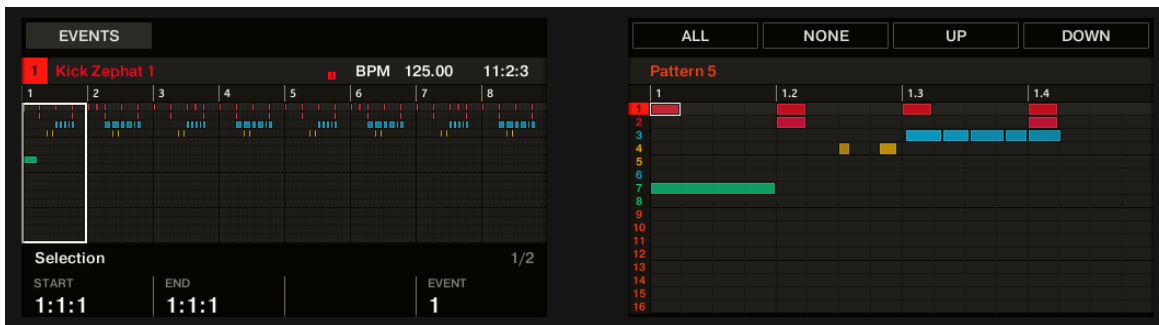 EVENTS
1 Kick Zephat 1 BPM 125.00 11:2:3
1 2 3 4 5 6 7 8
Selection 1/2
START END EVENT
1:1:1 1:1:1 1
ALL NONE UP DOWN
Pattern 5
1 1.2 1.3 1.4
1
2
3
4
5
6
7
8
9
10
11
12
13
14
15
16